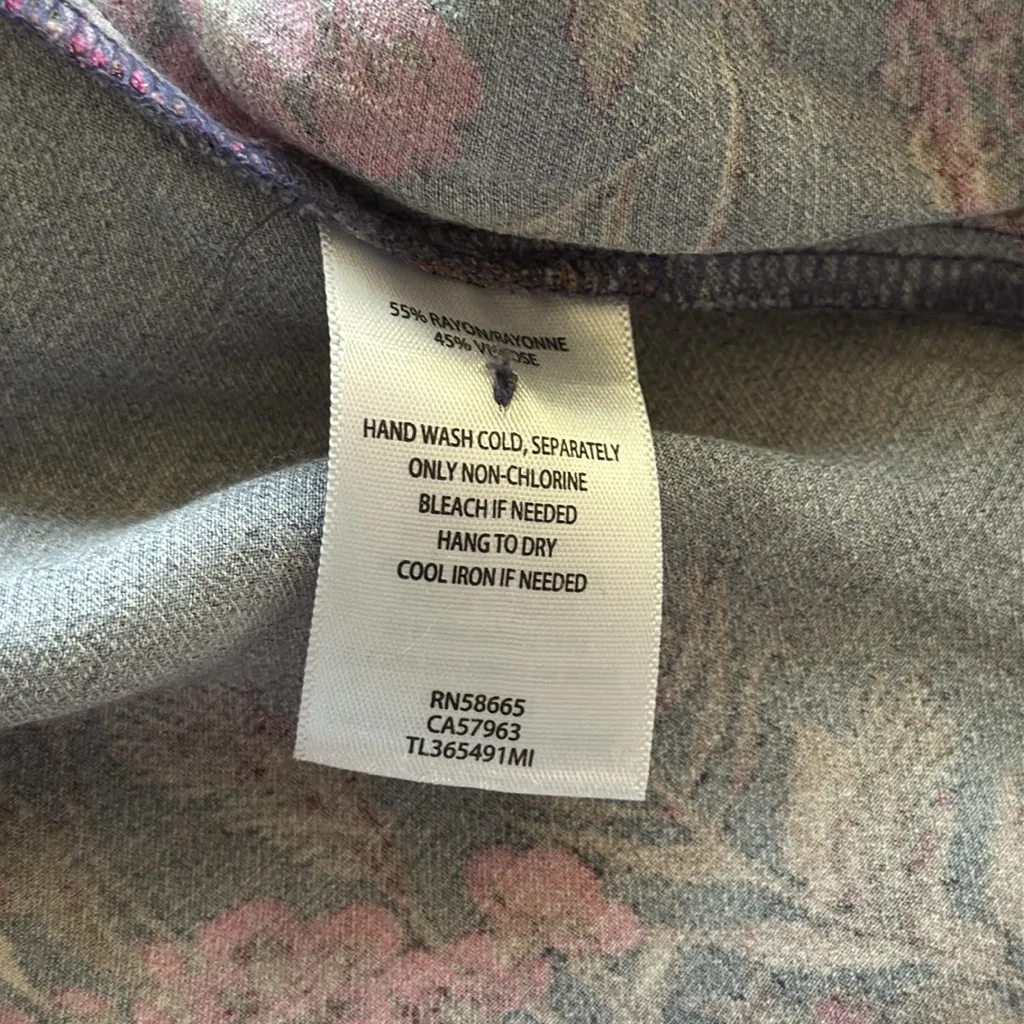 55% RAYON/RAYONNE
45%
HAND WASH COLD, SEPARATELY
ONLY NON-CHLORINE
BLEACH IF NEEDED
HANG TO DRY
COOL IRON IF NEEDED
RN58665
CA57963
TL365491MI